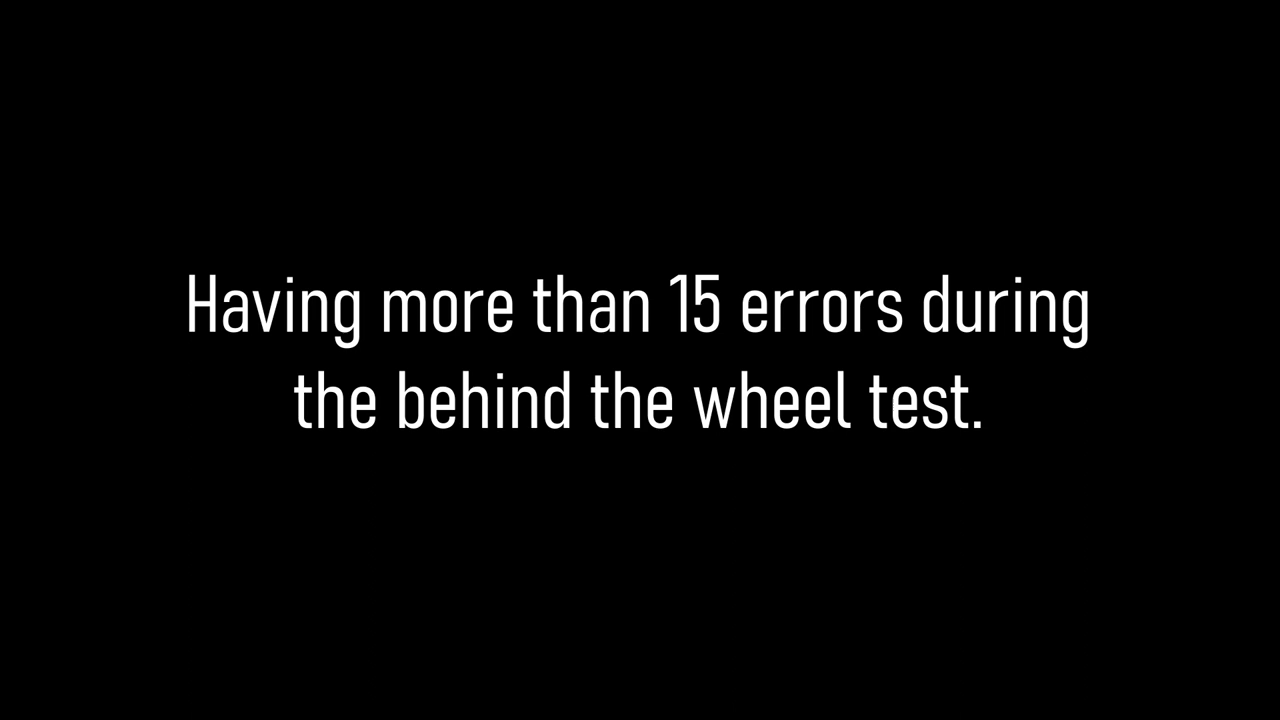 Having more than 15 errors during
the behind the wheel test.